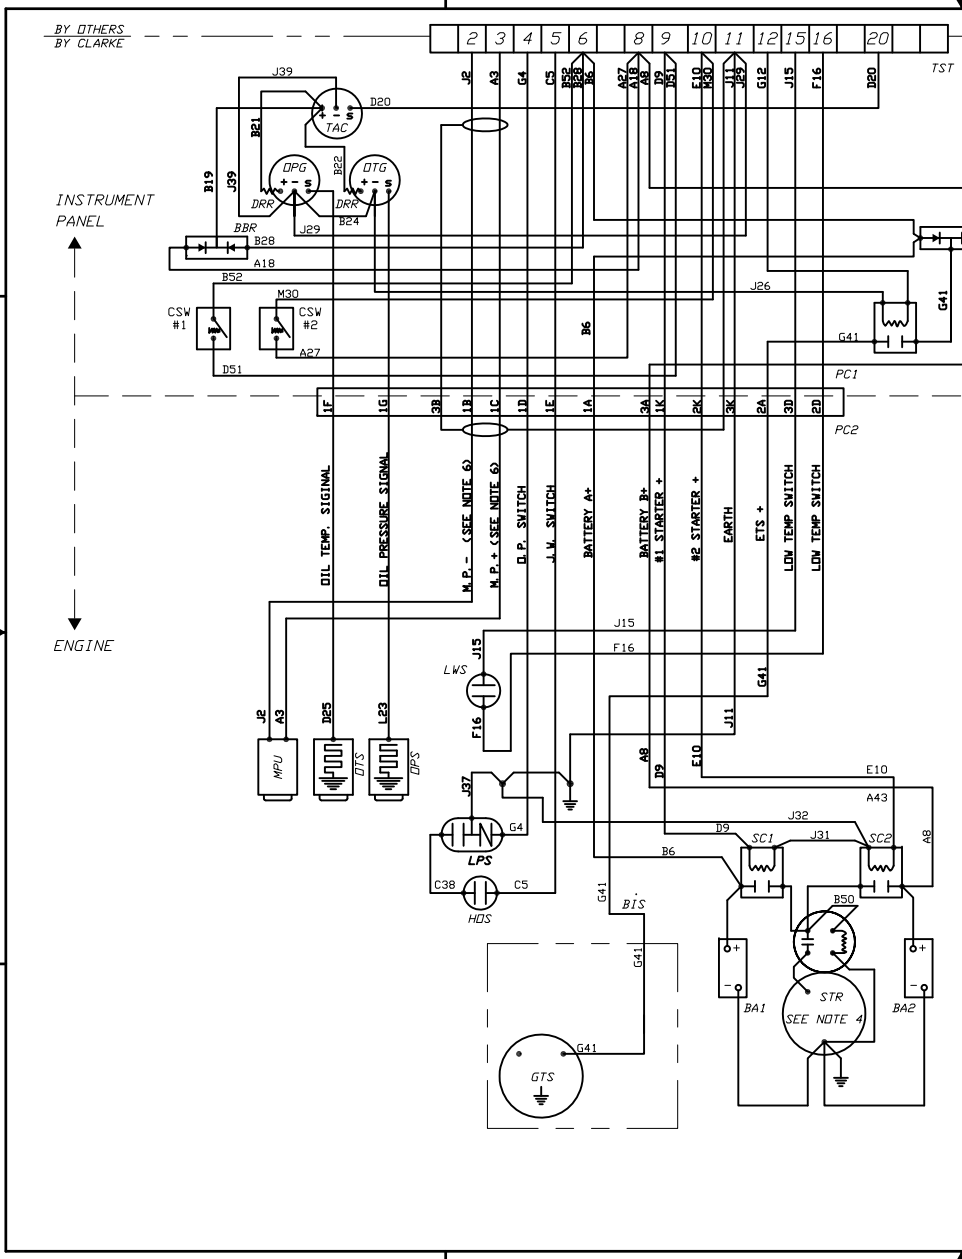 BY OTHERS
BY CLARKE
2 3 4 5 6 8 9 10 11 12 15 16 20
TST
J2 A3 G4 C5 B52 B28 B6 A27 A18 A8 D9 D51 E10 M30 J11 J29 G12 J15 F16 D20
J39
D20
+ - S
TAC
B21
B22
B19
J39
OPG
+ - S
OTG
+ - S
DRR
DRR
B24
J29
INSTRUMENT
PANEL
BBR
B28
A18
B52
J26
M30
CSW
#1
CSW
#2
G41
B6
G41
A27
D51
PC1
1F 1G 3B 1B 1C 1D 1E 1A 3A 1K 2K 3K 2A 3D 2D
PC2
OIL TEMP. SIGINAL
OIL PRESSURE SIGNAL
M.P. - (SEE NOTE 6)
M.P. + (SEE NOTE 6)
O.P. SWITCH
J.W. SWITCH
BATTERY A+
BATTERY B+
#1 STARTER +
#2 STARTER +
EARTH
ETS +
LOW TEMP SWITCH
LOW TEMP SWITCH
ENGINE
J15
J15
F16
LWS
G41
F16
J11
J2 A3 D25 L23
A8 D9 E10
MPU
OTS
OPS
E10
J37
A43
J32
G4
D9
SC1
J31
SC2
A8
LPS
B6
C38
C5
HOS
G41
BIS
B50
G41
+
-
BA1
+
-
BA2
STR
SEE NOTE 4
G41
GTS